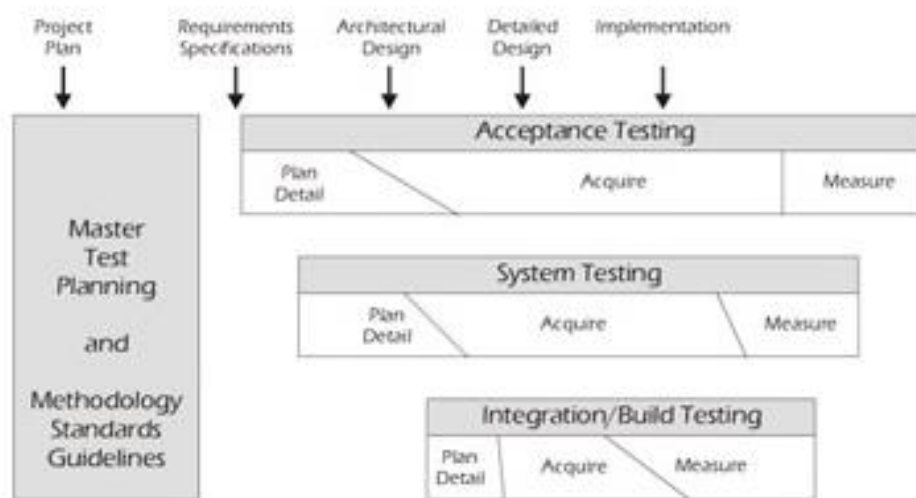 Project
Plan
Requirements
Specifications
Architectural
Design
Detailed
Design
Implementation
Master
Test
Planning
and
Methodology
Standards
Guidelines
Acceptance Testing
Plan
Detail
Acquire
Measure
System Testing
Plan
Detail
Acquire
Measure
Integration/Build Testing
Plan
Detail
Acquire
Measure